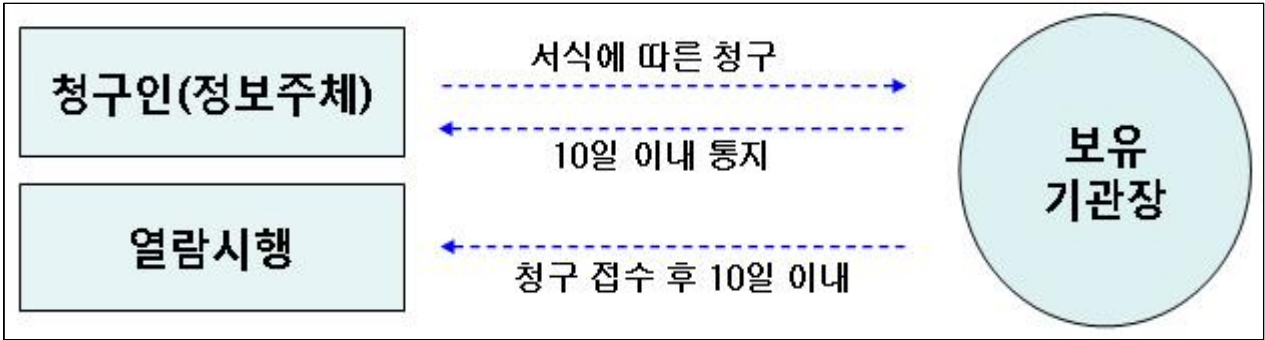 청구인(정보주체)
서식에 따른 청구
10일 이내 통지
열람시행
청구 접수 후 10일 이내
보유
기관장